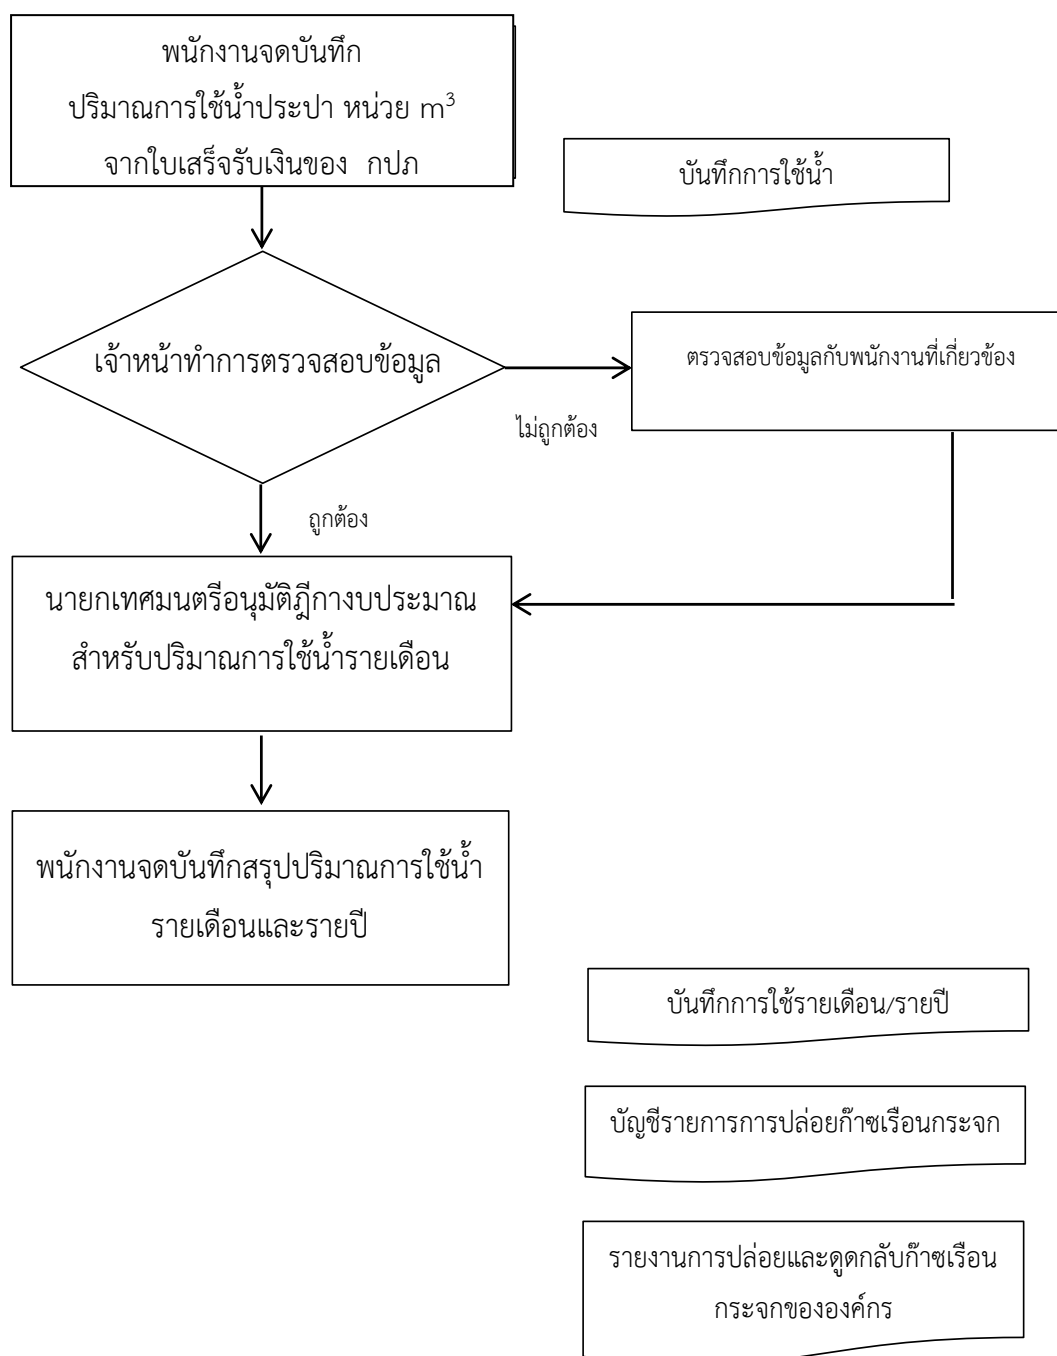 พนักงานจดบันทึก
ปริมาณการใช้น้ำประปา หน่วย m³
จากใบเสร็จรับเงินของ กปภ
บันทึกการใช้น้ำ
เจ้าหน้าทำการตรวจสอบข้อมูล
ตรวจสอบข้อมูลกับพนักงานที่เกี่ยวข้อง
ไม่ถูกต้อง
ถูกต้อง
นายกเทศมนตรีอนุมัติฎีกางบประมาณ
สำหรับปริมาณการใช้น้ำรายเดือน
พนักงานจดบันทึกสรุปปริมาณการใช้น้ำ
รายเดือนและรายปี
บันทึกการใช้รายเดือน/รายปี
บัญชีรายการการปล่อยก๊าซเรือนกระจก
รายงานการปล่อยและดูดกลับก๊าซเรือน
กระจกขององค์กร